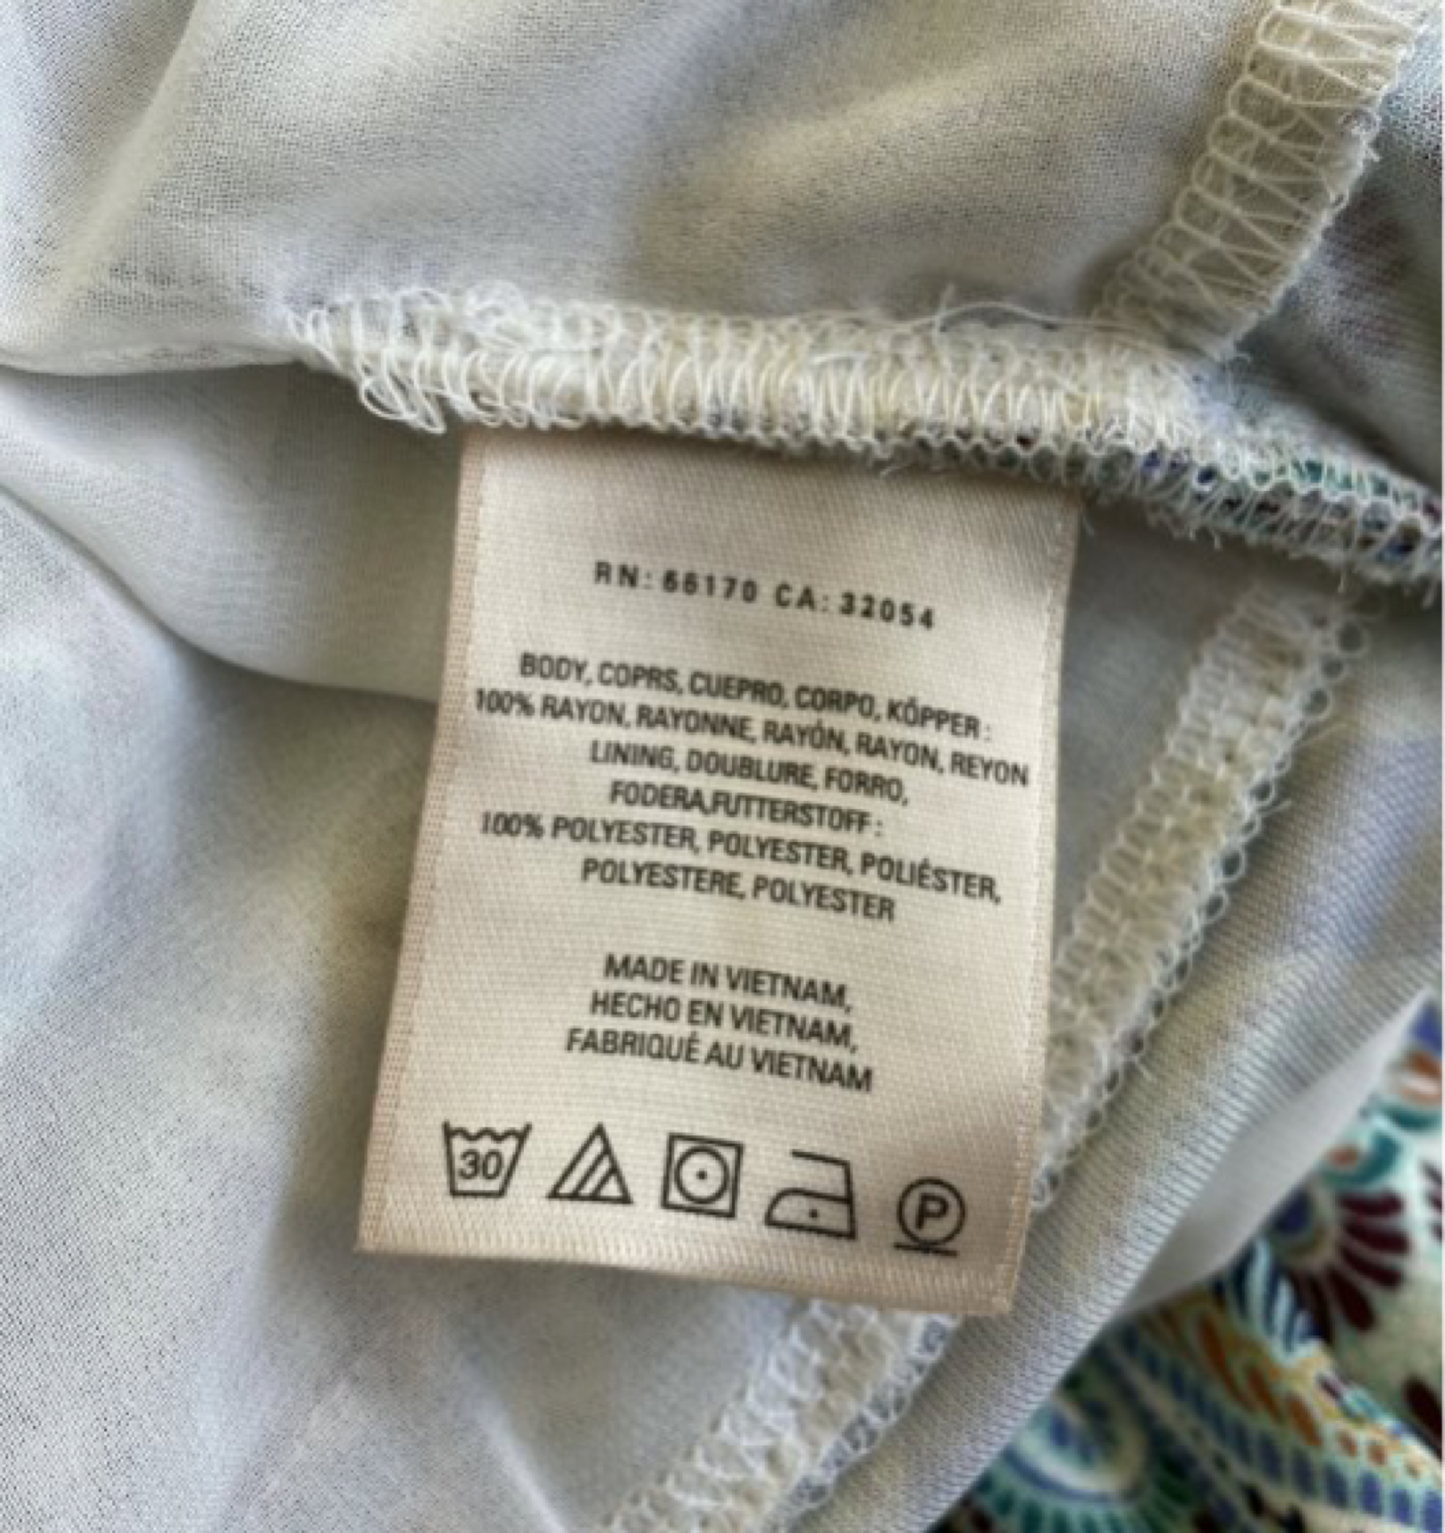 RN: 66170 CA: 32054
BODY, COPRS, CUEPRO, CORPO, KÖPPER :
100% RAYON, RAYONNE, RAYÓN, RAYON, REYON
LINING, DOUBLURE, FORRO,
FODERA,FUTTERSTOFF :
100% POLYESTER, POLYESTER, POLIÉSTER,
POLYESTERE, POLYESTER
MADE IN VIETNAM,
HECHO EN VIETNAM,
FABRIQUÉ AU VIETNAM
30 P